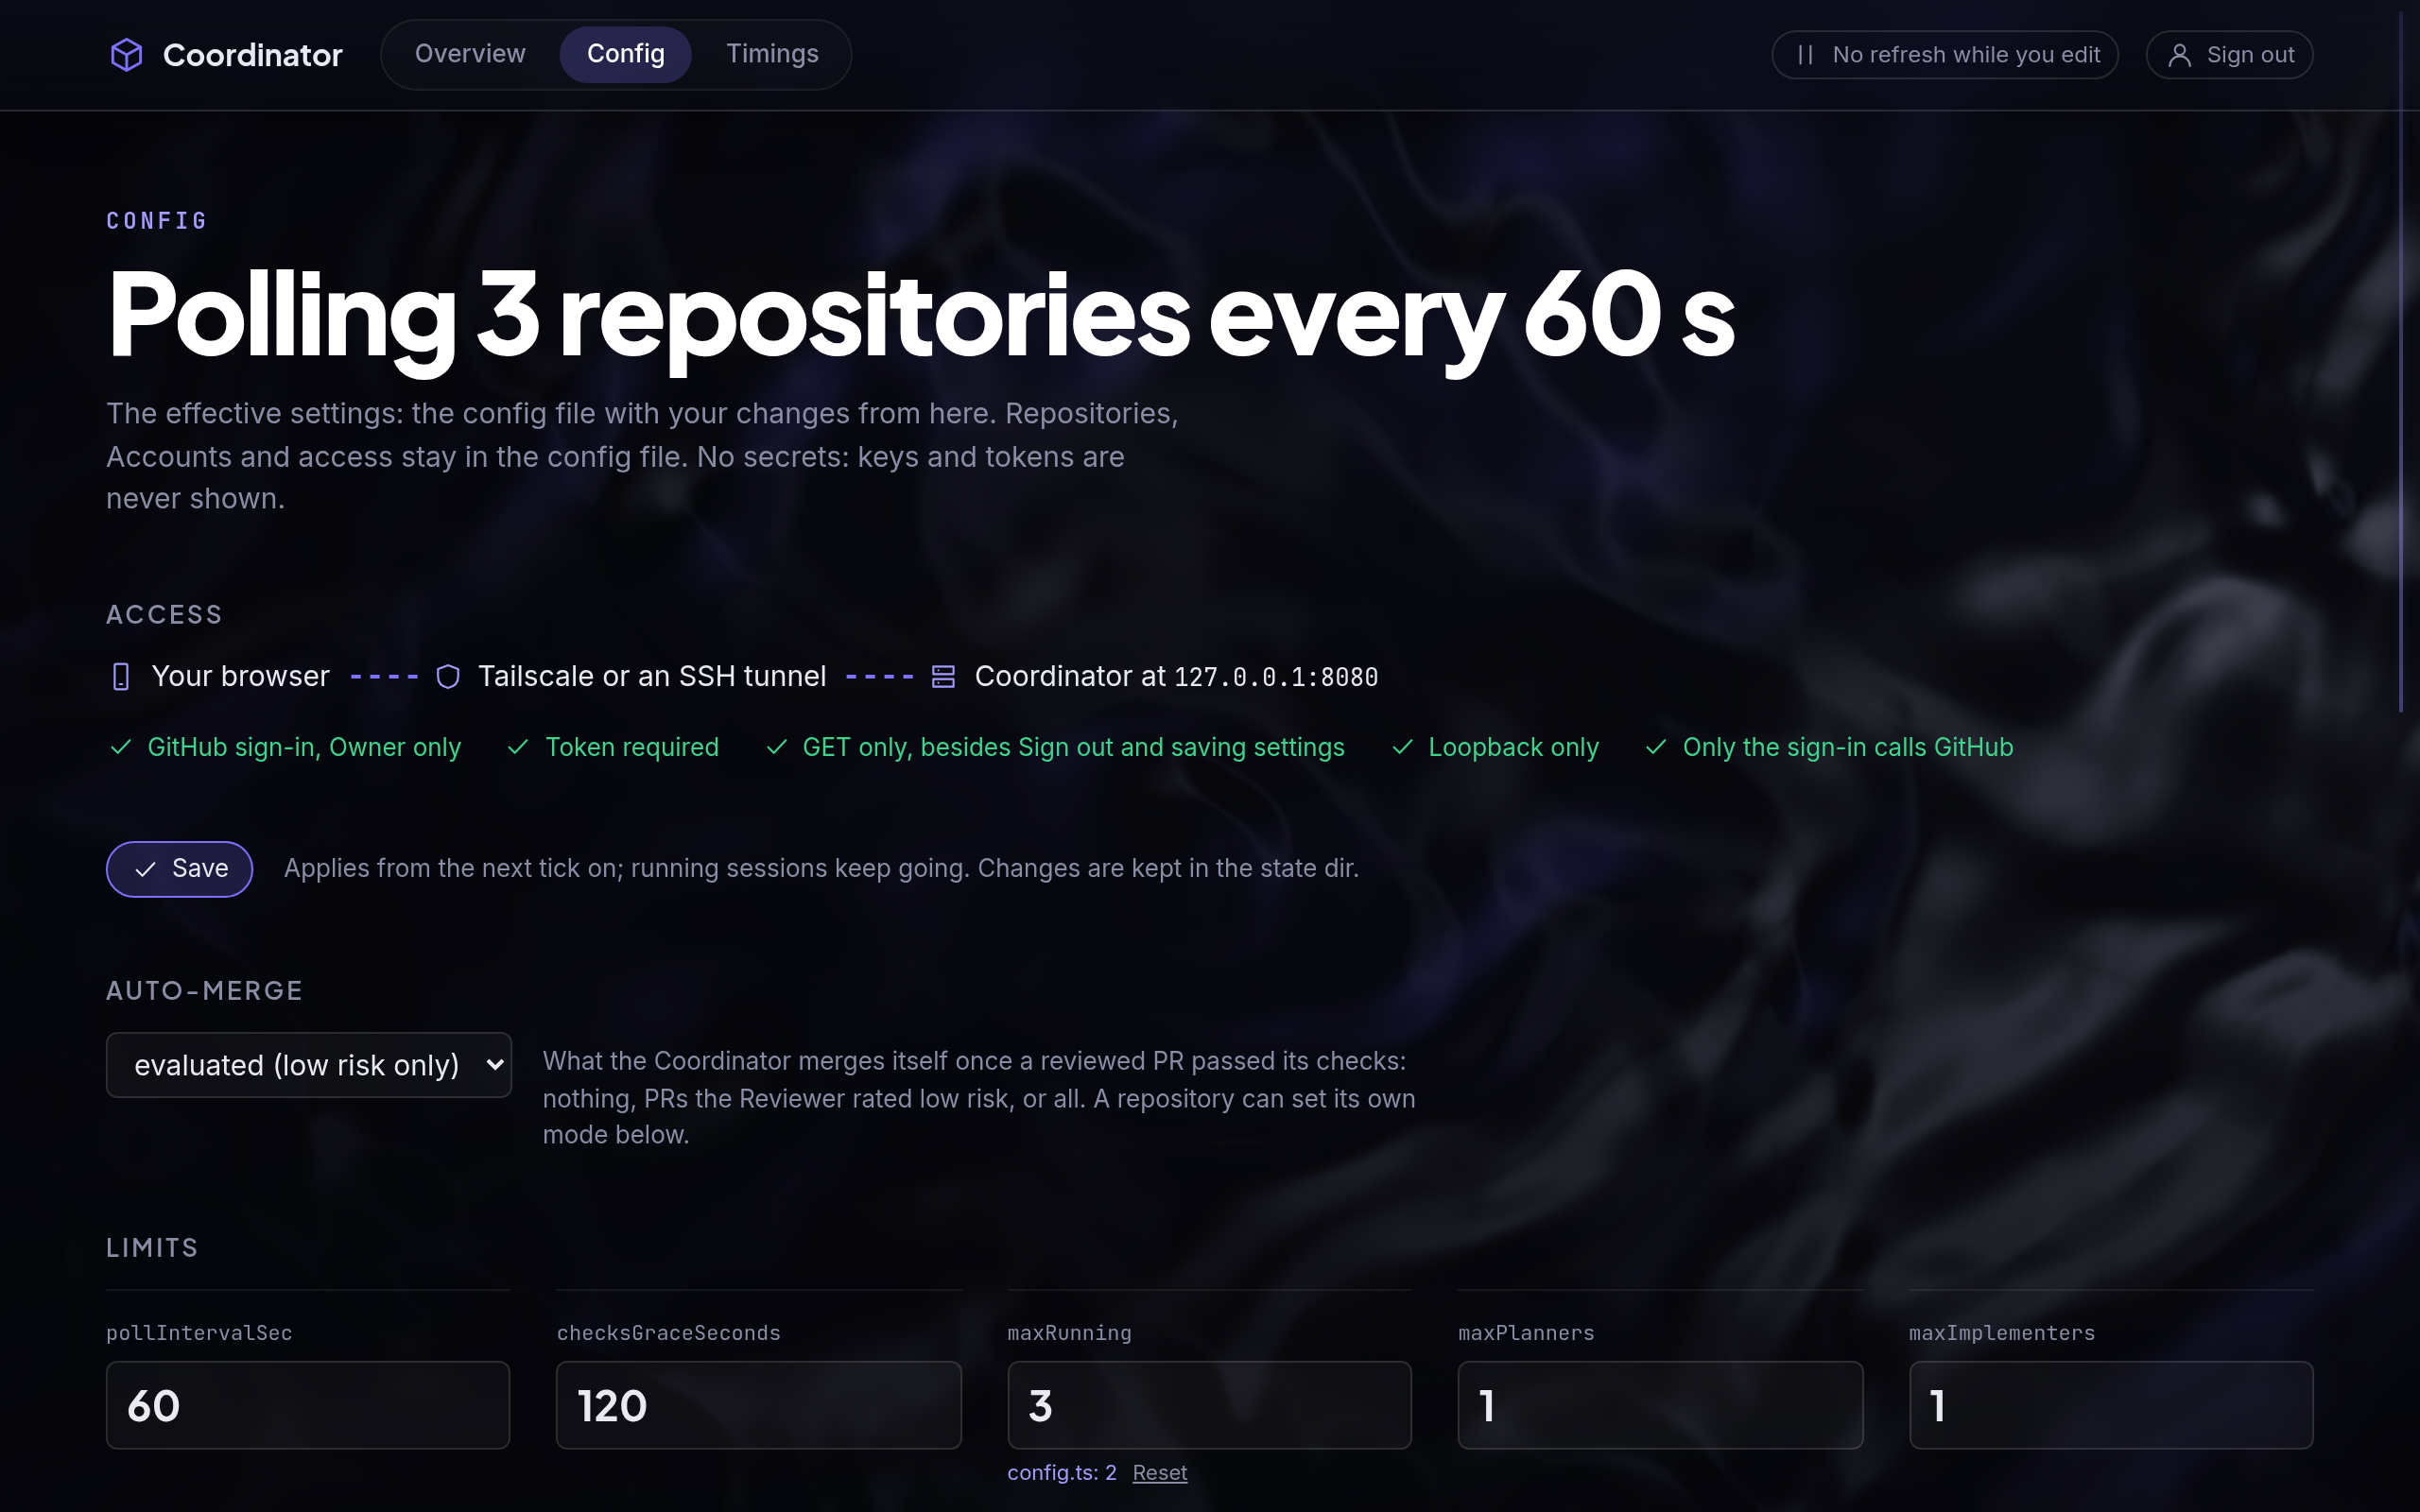 Coordinator
Overview
Config
Timings
No refresh while you edit
Sign out
CONFIG
Polling 3 repositories every 60 s
The effective settings: the config file with your changes from here. Repositories,
Accounts and access stay in the config file. No secrets: keys and tokens are
never shown.
ACCESS
Your browser ---- Tailscale or an SSH tunnel ---- Coordinator at 127.0.0.1:8080
GitHub sign-in, Owner only
Token required
GET only, besides Sign out and saving settings
Loopback only
Only the sign-in calls GitHub
Save
Applies from the next tick on; running sessions keep going. Changes are kept in the state dir.
AUTO-MERGE
evaluated (low risk only)
What the Coordinator merges itself once a reviewed PR passed its checks:
nothing, PRs the Reviewer rated low risk, or all. A repository can set its own
mode below.
LIMITS
pollIntervalSec
60
checksGraceSeconds
120
maxRunning
3
config.ts: 2 Reset
maxPlanners
1
maxImplementers
1